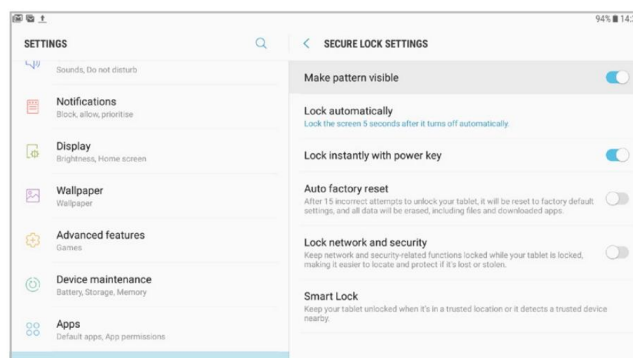 94% 14:
SETTINGS
Sounds, Do not disturb
Notifications
Block, allow, prioritise
Display
Brightness, Home screen
Wallpaper
Wallpaper
Advanced features
Games
Device maintenance
Battery, Storage, Memory
Apps
Default apps, App permissions
SECURE LOCK SETTINGS
Make pattern visible
Lock automatically
Lock the screen 5 seconds after it turns off automatically.
Lock instantly with power key
Auto factory reset
After 15 incorrect attempts to unlock your tablet, it will be reset to factory default
settings, and all data will be erased, including files and downloaded apps.
Lock network and security
Keep network and security-related functions locked while your tablet is locked,
making it easier to locate and protect if it's lost or stolen.
Smart Lock
Keep your tablet unlocked when it's in a trusted location or it detects a trusted device
nearby.